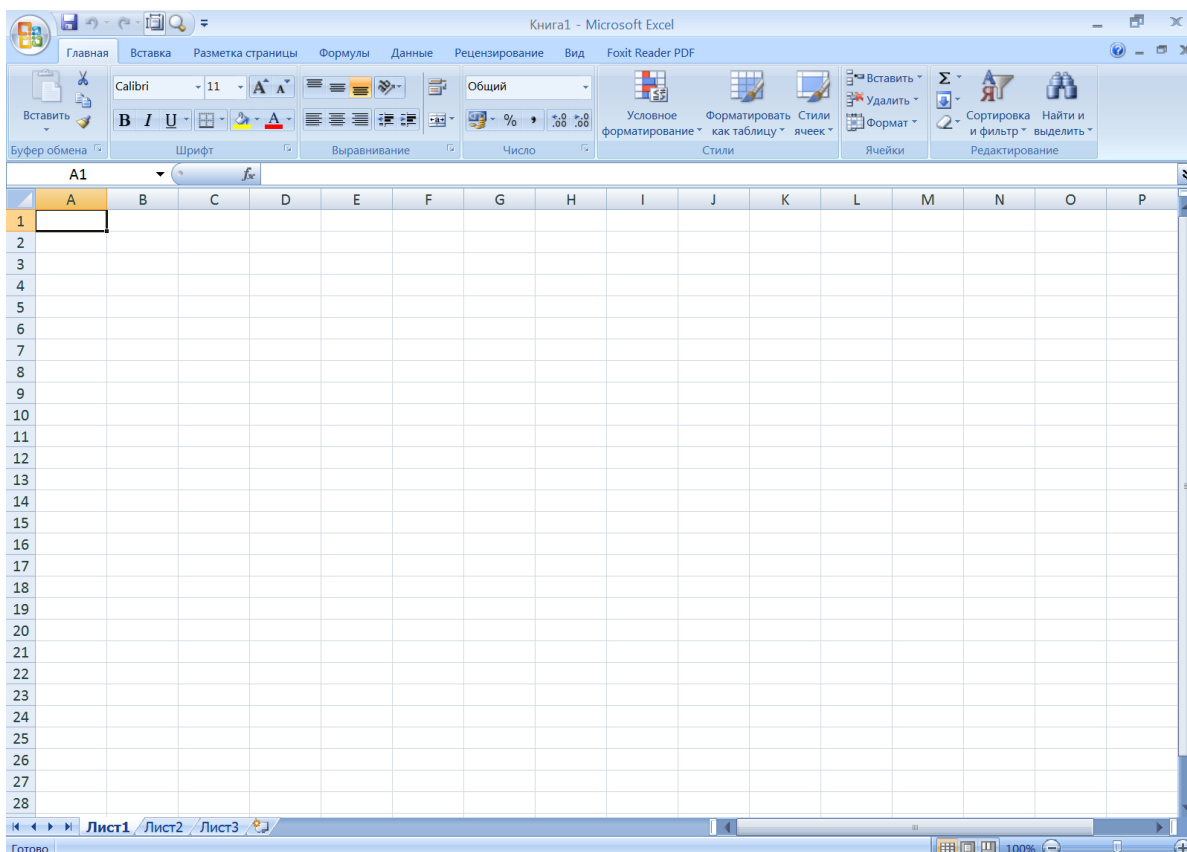 Книга1 - Microsoft Excel
Главная Вставка Разметка страницы Формулы Данные Рецензирование Вид Foxit Reader PDF
Вставить
Calibri 11 A A
Общий
Условное форматирование
Форматировать как таблицу
Стили ячеек
Вставить
Удалить
Формат
Σ
Сортировка и фильтр
Найти и выделить
Ж К Ч
% ,
Буфер обмена Шрифт Выравнивание Число Стили Ячейки Редактирование
A1 fx
A B C D E F G H I J K L M N O P
1
2
3
4
5
6
7
8
9
10
11
12
13
14
15
16
17
18
19
20
21
22
23
24
25
26
27
28
Лист1 Лист2 Лист3
Готово 100%